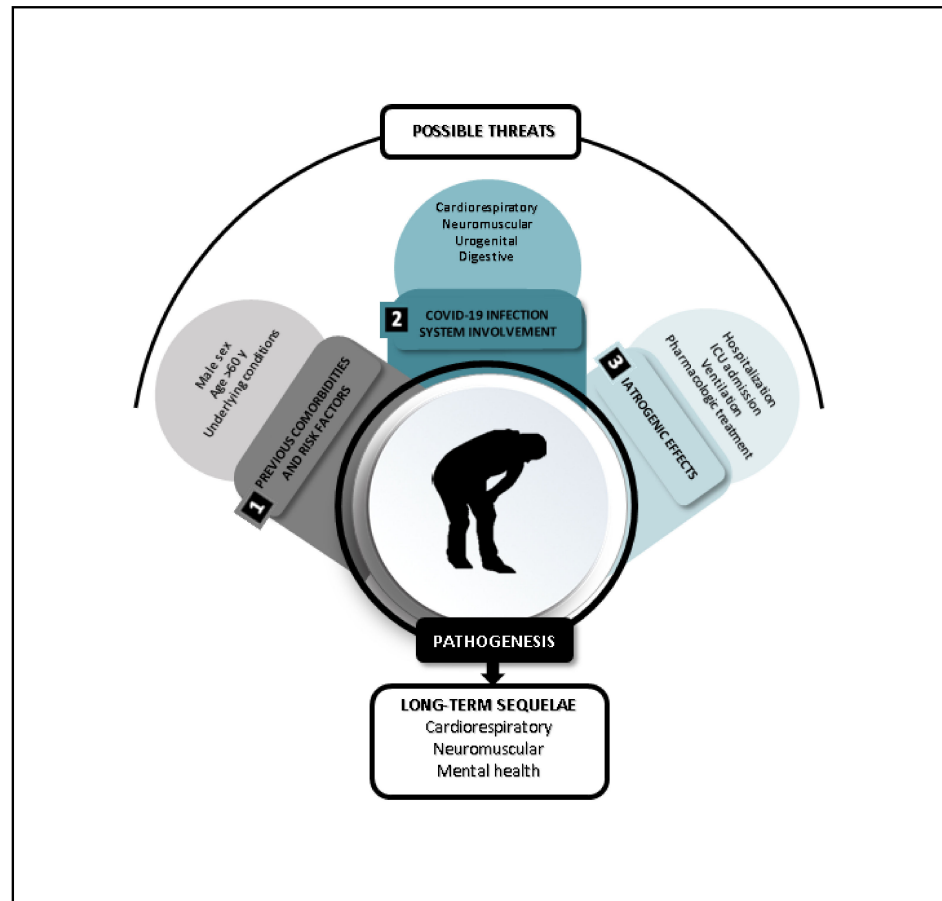 POSSIBLE THREATS
Cardiorespiratory
Neuromuscular
Urogenital
Digestive
2
COVID-19 INFECTION
SYSTEM INVOLVEMENT
Male sex
Age >60 y
Underlying conditions
1
PREVIOUS COMORBIDITIES
AND RISK FACTORS
3
IATROGENIC EFFECTS
Hospitalization
ICU admission
Ventilation
Pharmacologic treatment
PATHOGENESIS
LONG-TERM SEQUELAE
Cardiorespiratory
Neuromuscular
Mental health